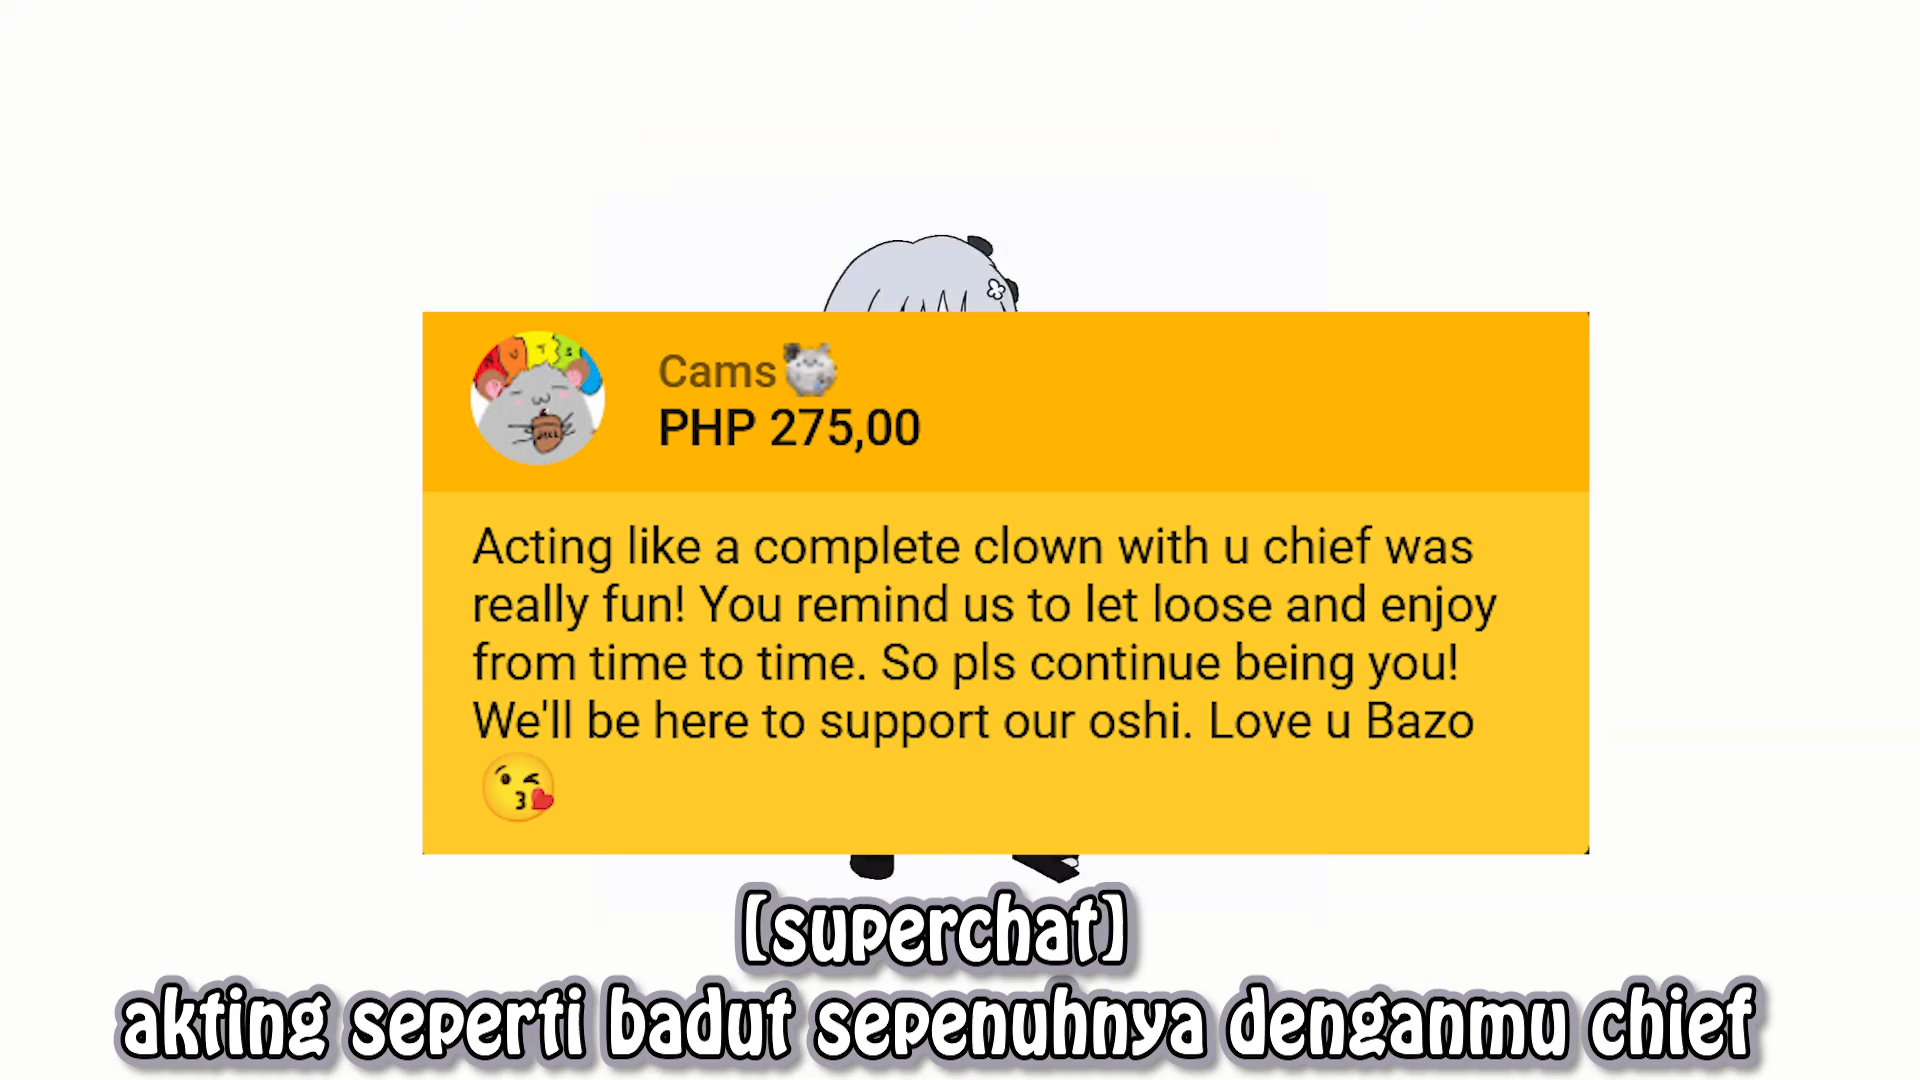 NUTS
Cams
PHP 275,00
Acting like a complete clown with u chief was
really fun! You remind us to let loose and enjoy
from time to time. So pls continue being you!
We'll be here to support our oshi. Love u Bazo
[superchat]
akting seperti badut sepenuhnya denganmu chief